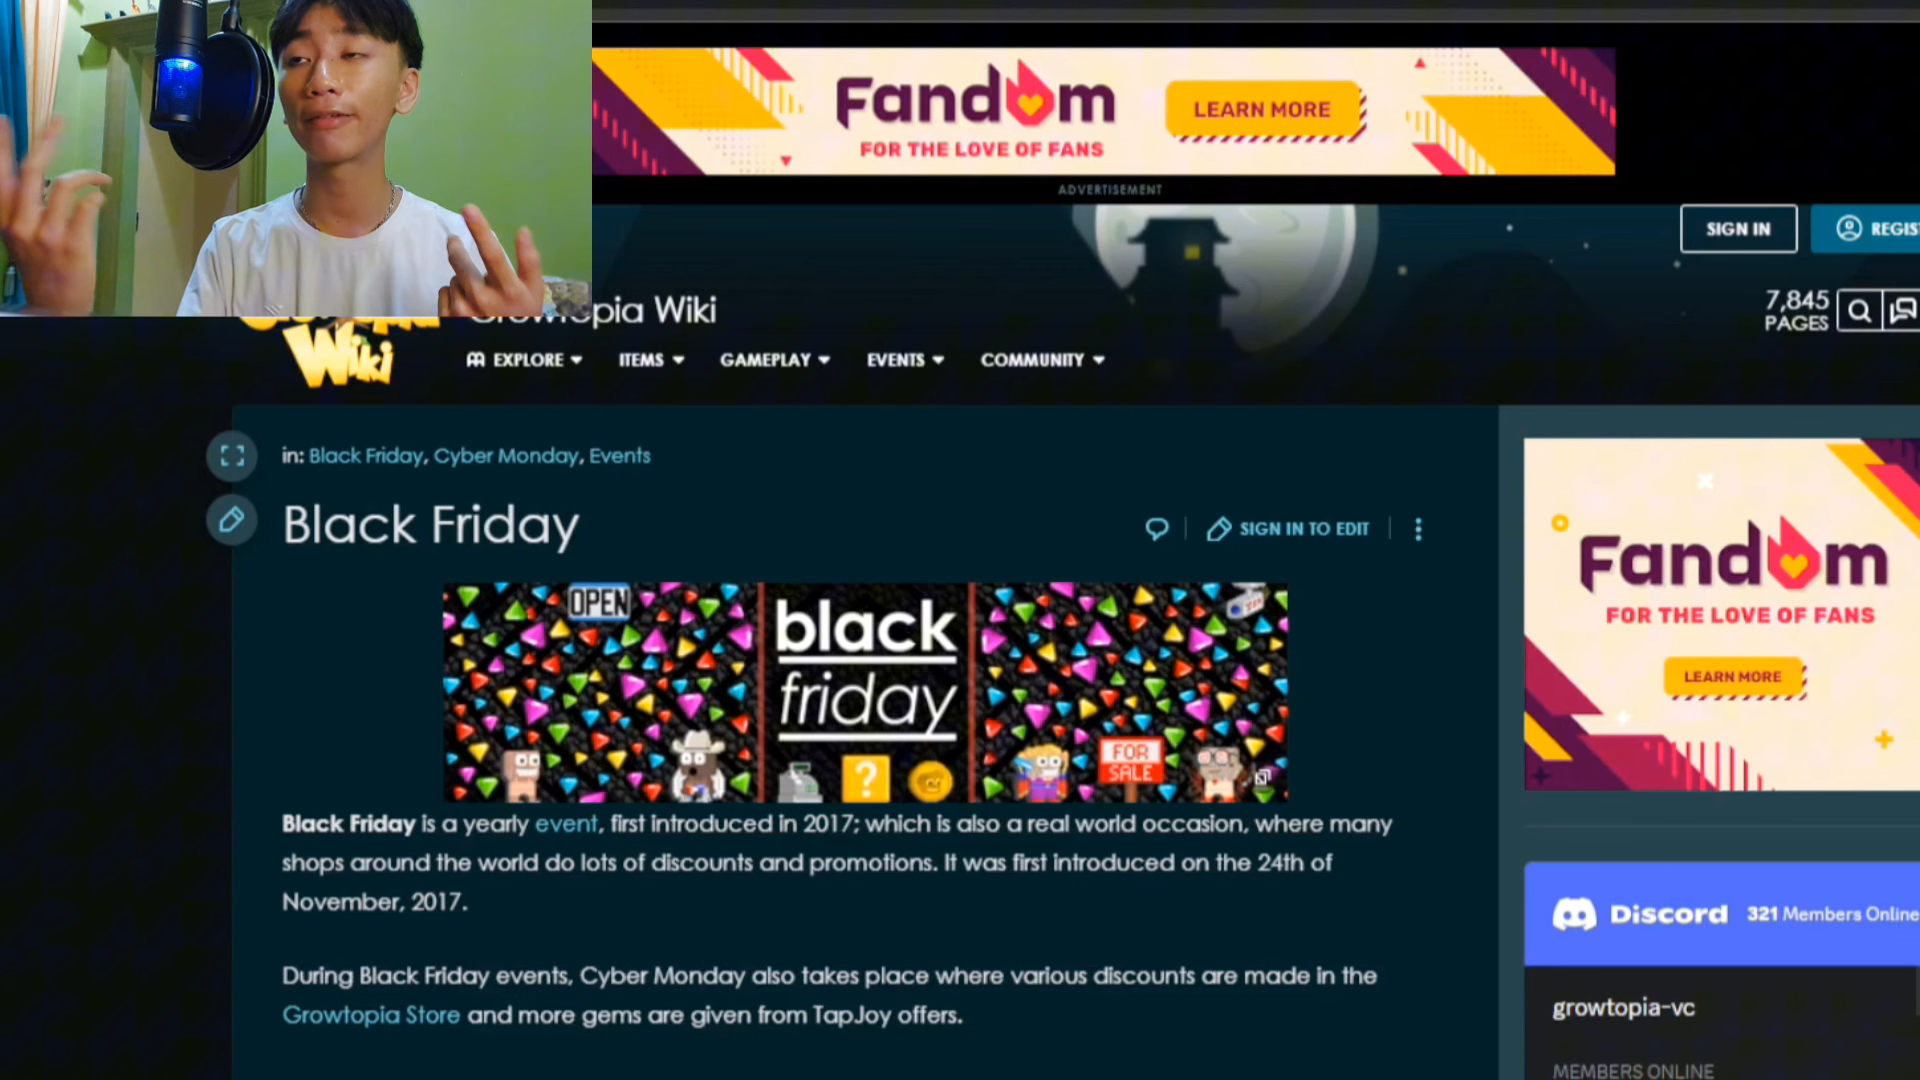 Fandom
FOR THE LOVE OF FANS
LEARN MORE
ADVERTISEMENT
SIGN IN
Wiki
Growtopia Wiki
7,845
PAGES
EXPLORE
ITEMS
GAMEPLAY
EVENTS
COMMUNITY
in: Black Friday, Cyber Monday, Events
Black Friday
SIGN IN TO EDIT
OPEN
black
friday
FOR
SALE
Black Friday is a yearly event, first introduced in 2017; which is also a real world occasion, where many
shops around the world do lots of discounts and promotions. It was first introduced on the 24th of
November, 2017.
During Black Friday events, Cyber Monday also takes place where various discounts are made in the
Growtopia Store and more gems are given from TapJoy offers.
Fandom
FOR THE LOVE OF FANS
LEARN MORE
Discord
321 Members Online
growtopia-vc
MEMBERS ONLINE